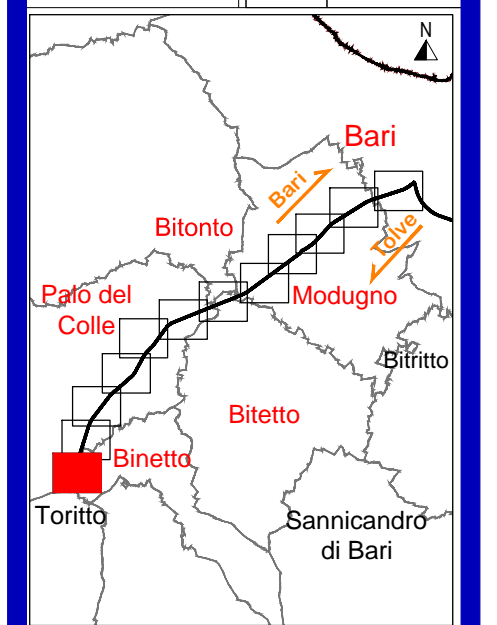 N
Bari
Bari
Bitonto
Tolve
Palo del
Colle
Modugno
Bitritto
Bitetto
Binetto
Toritto
Sannicandro
di Bari